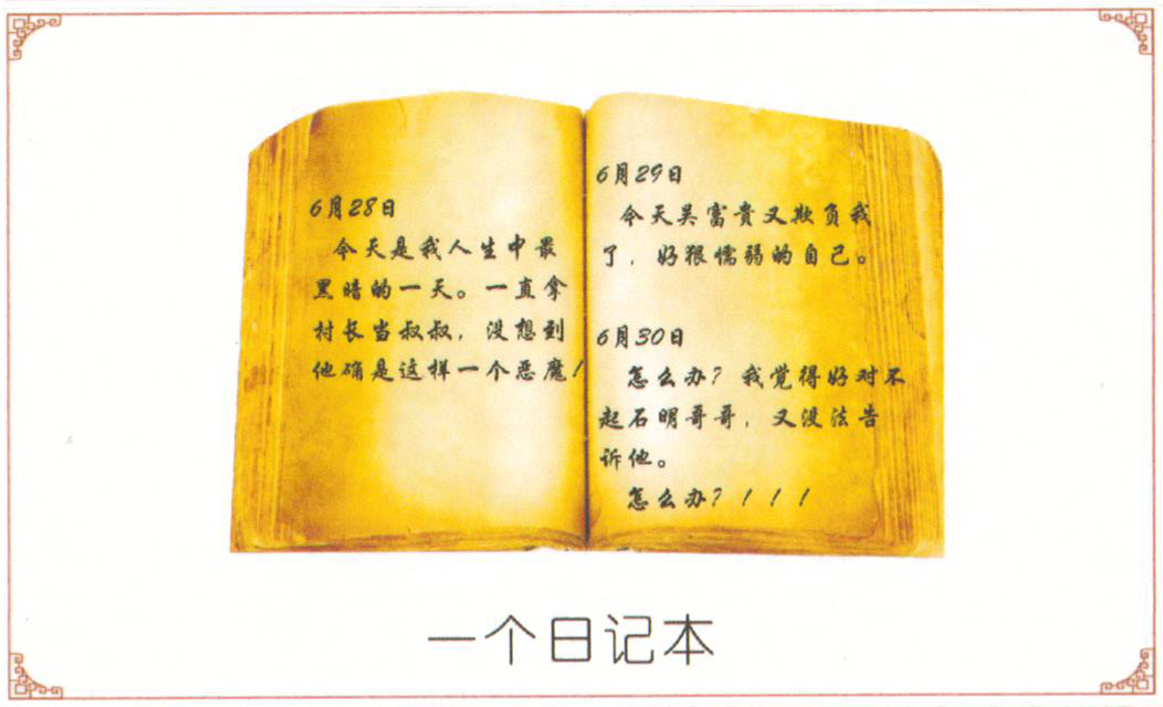 6月28日
今天是我人生中最
黑暗的一天。一直拿
村长当叔叔，没想到
他确是这样一个恶魔！
6月29日
今天吴富贵又欺负我
了，好狠懦弱的自己。
6月30日
怎么办？我觉得好对不
起石明哥哥，又没法告
诉他。
怎么办？！！！
一个日记本